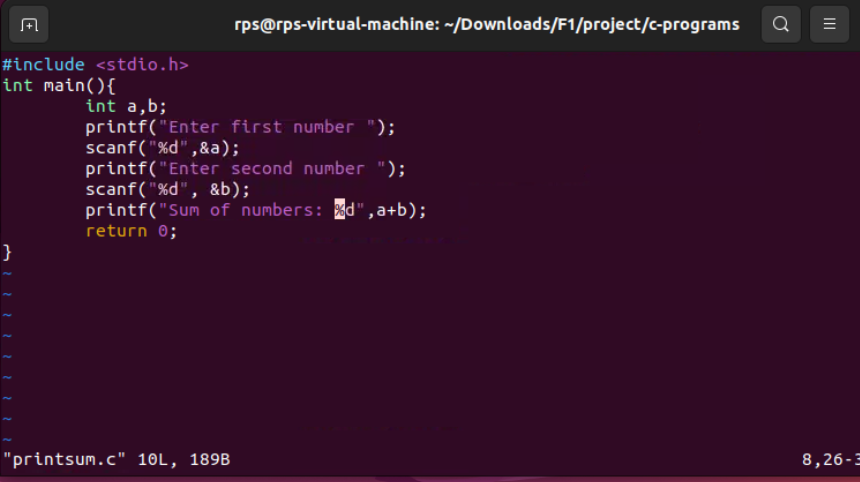 rps@rps-virtual-machine: ~/Downloads/F1/project/c-programs
#include <stdio.h>
int main(){
        int a,b;
        printf("Enter first number ");
        scanf("%d",&a);
        printf("Enter second number ");
        scanf("%d", &b);
        printf("Sum of numbers: %d",a+b);
        return 0;
}
~
~
~
~
~
~
~
~
~
"printsum.c" 10L, 189B 8,26-3